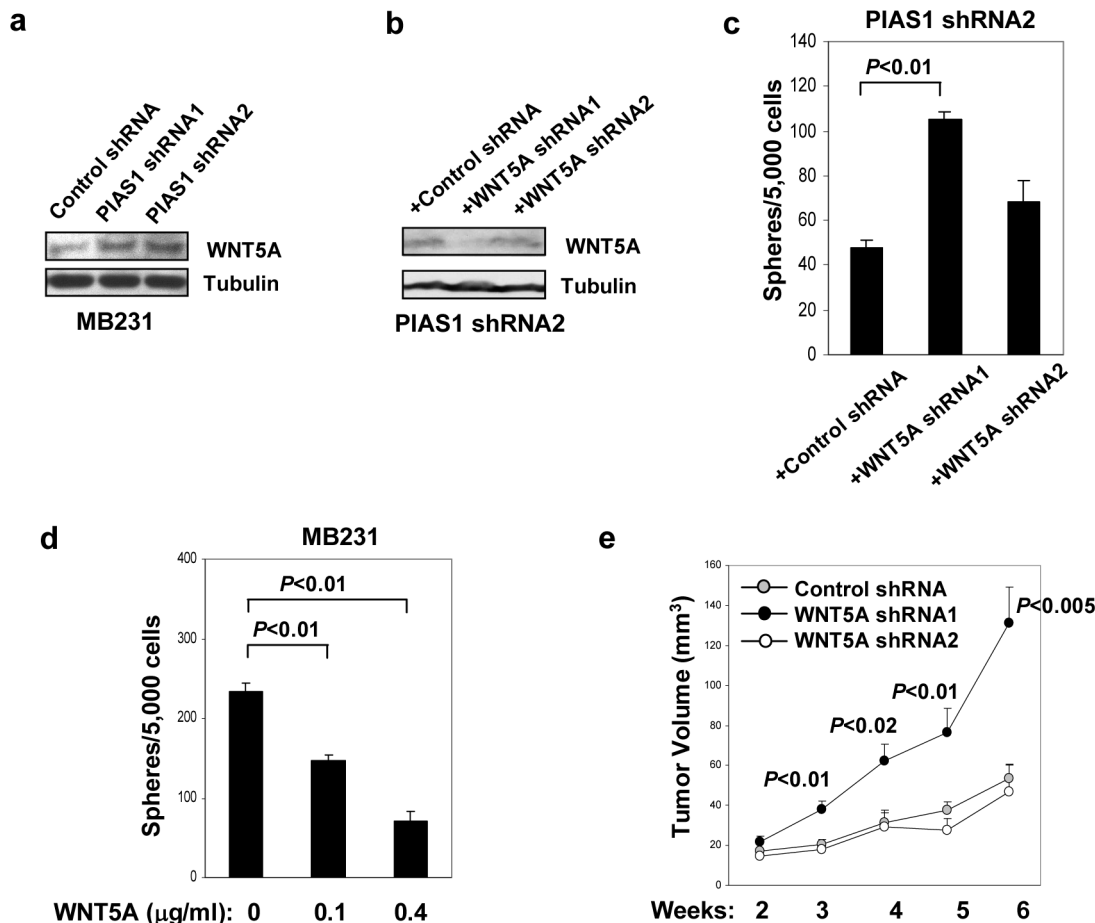 a
Control shRNA
PIAS1 shRNA1
PIAS1 shRNA2
WNT5A
Tubulin
MB231
b
+Control shRNA
+WNT5A shRNA1
+WNT5A shRNA2
WNT5A
Tubulin
PIAS1 shRNA2
c
PIAS1 shRNA2
Spheres/5,000 cells
140
120
100
80
60
40
20
0
P<0.01
+Control shRNA
+WNT5A shRNA1
+WNT5A shRNA2
d
MB231
Spheres/5,000 cells
400
300
200
100
0
P<0.01
P<0.01
WNT5A (μg/ml): 0 0.1 0.4
e
Tumor Volume (mm³)
160
140
120
100
80
60
40
20
0
Control shRNA
WNT5A shRNA1
WNT5A shRNA2
P<0.01
P<0.02
P<0.01
P<0.005
Weeks: 2 3 4 5 6